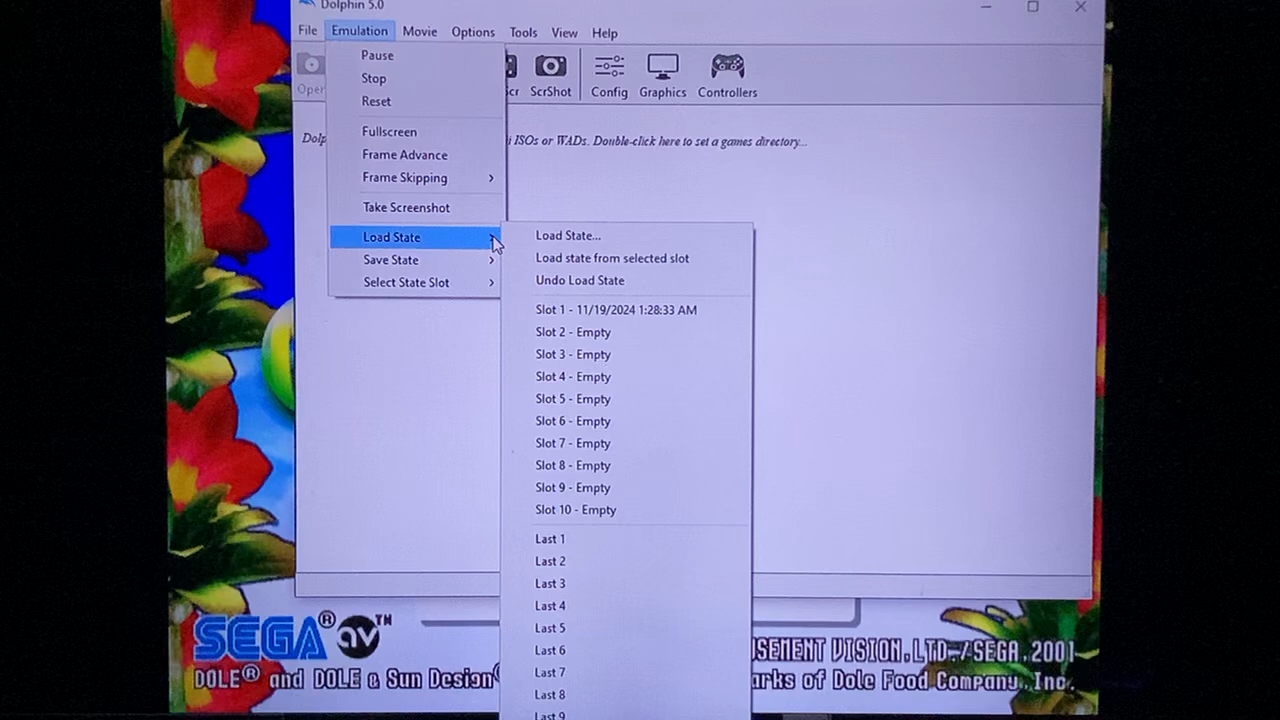 Dolphin 5.0
File Emulation Movie Options Tools View Help
Pause
Stop
Reset
Fullscreen
Frame Advance
Frame Skipping
Take Screenshot
Load State
Save State
Select State Slot
ScrShot Config Graphics Controllers
ISOs or WADs. Double-click here to set a games directory...
Load State...
Load state from selected slot
Undo Load State
Slot 1 - 11/19/2024 1:28:33 AM
Slot 2 - Empty
Slot 3 - Empty
Slot 4 - Empty
Slot 5 - Empty
Slot 6 - Empty
Slot 7 - Empty
Slot 8 - Empty
Slot 9 - Empty
Slot 10 - Empty
Last 1
Last 2
Last 3
Last 4
Last 5
Last 6
Last 7
Last 8
Last 9
SEGA® av™
VISION,LTD./SEGA,2001
DOLE® and DOLE & Sun Design®
of Dole Food Company, Inc.